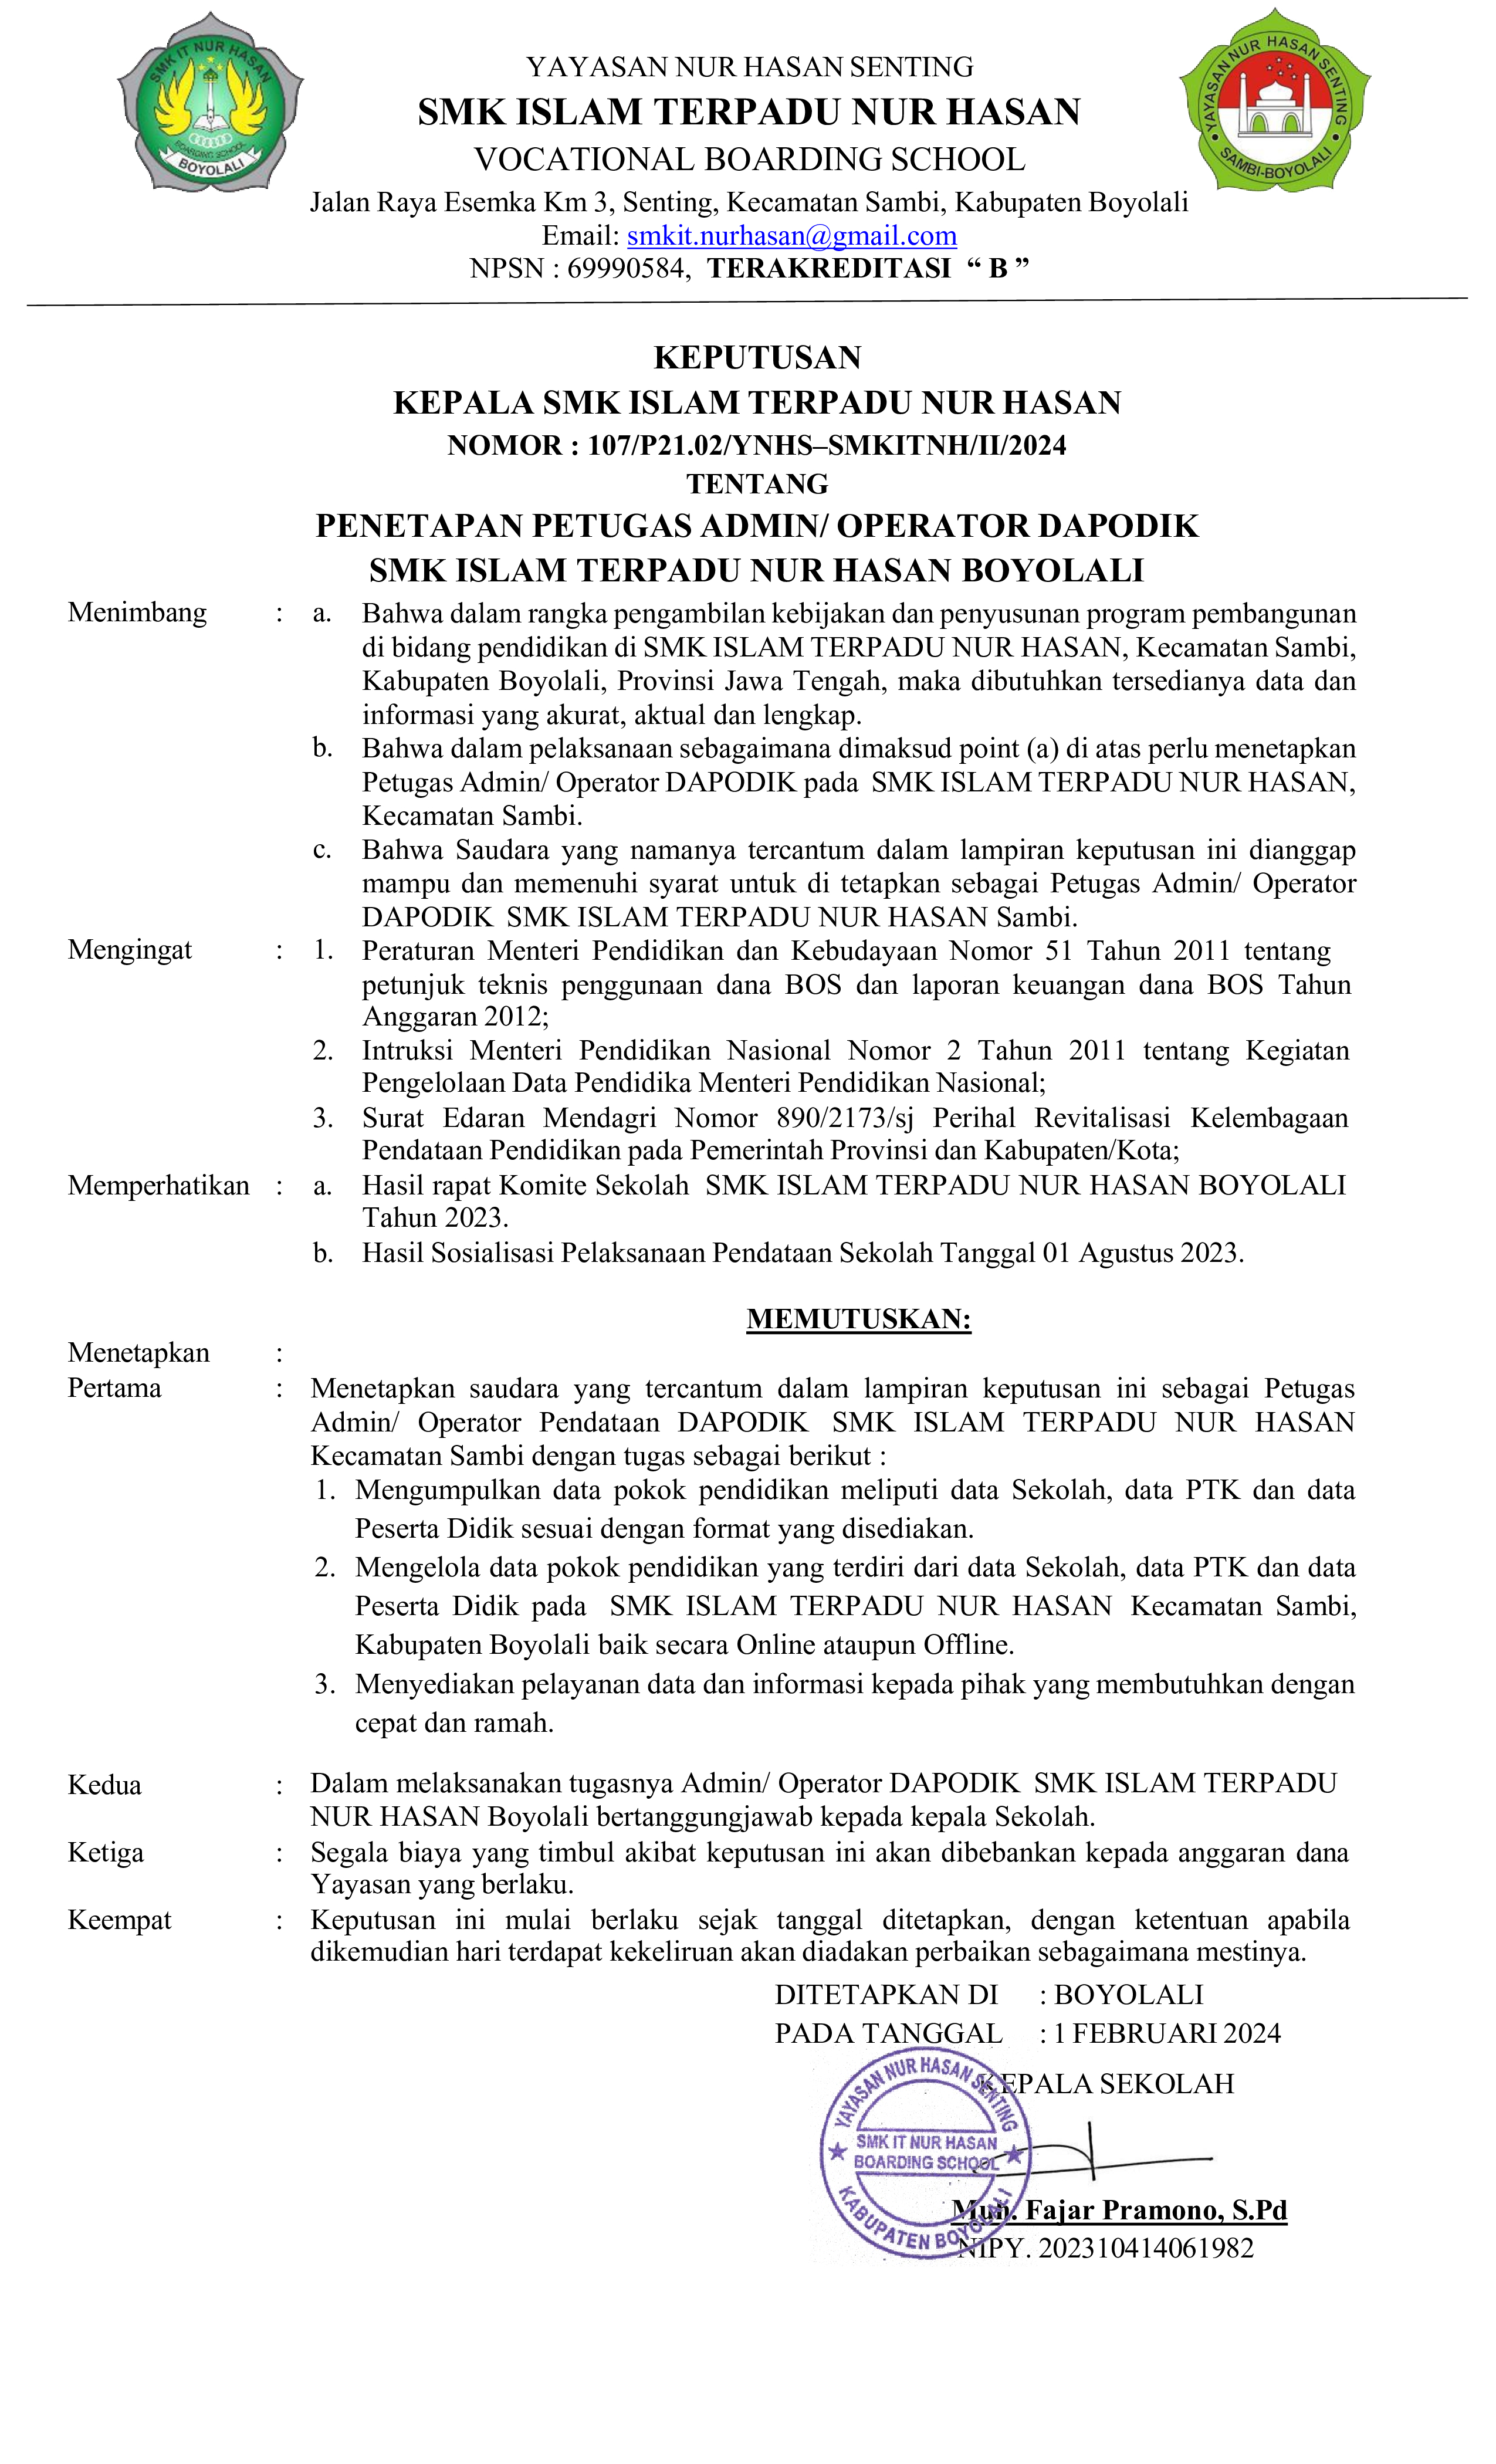 SMK IT NUR HASAN
BOARDING SCHOOL
BOYOLALI
YAYASAN NUR HASAN SENTING
SAMBI-BOYOLALI
YAYASAN NUR HASAN SENTING
SMK ISLAM TERPADU NUR HASAN
VOCATIONAL BOARDING SCHOOL
Jalan Raya Esemka Km 3, Senting, Kecamatan Sambi, Kabupaten Boyolali
Email: smkit.nurhasan@gmail.com
NPSN : 69990584, TERAKREDITASI “ B ”
KEPUTUSAN
KEPALA SMK ISLAM TERPADU NUR HASAN
NOMOR : 107/P21.02/YNHS–SMKITNH/II/2024
TENTANG
PENETAPAN PETUGAS ADMIN/ OPERATOR DAPODIK
SMK ISLAM TERPADU NUR HASAN BOYOLALI
Menimbang : a. Bahwa dalam rangka pengambilan kebijakan dan penyusunan program pembangunan
di bidang pendidikan di SMK ISLAM TERPADU NUR HASAN, Kecamatan Sambi,
Kabupaten Boyolali, Provinsi Jawa Tengah, maka dibutuhkan tersedianya data dan
informasi yang akurat, aktual dan lengkap.
b. Bahwa dalam pelaksanaan sebagaimana dimaksud point (a) di atas perlu menetapkan
Petugas Admin/ Operator DAPODIK pada SMK ISLAM TERPADU NUR HASAN,
Kecamatan Sambi.
c. Bahwa Saudara yang namanya tercantum dalam lampiran keputusan ini dianggap
mampu dan memenuhi syarat untuk di tetapkan sebagai Petugas Admin/ Operator
DAPODIK SMK ISLAM TERPADU NUR HASAN Sambi.
Mengingat : 1. Peraturan Menteri Pendidikan dan Kebudayaan Nomor 51 Tahun 2011 tentang
petunjuk teknis penggunaan dana BOS dan laporan keuangan dana BOS Tahun
Anggaran 2012;
2. Intruksi Menteri Pendidikan Nasional Nomor 2 Tahun 2011 tentang Kegiatan
Pengelolaan Data Pendidika Menteri Pendidikan Nasional;
3. Surat Edaran Mendagri Nomor 890/2173/sj Perihal Revitalisasi Kelembagaan
Pendataan Pendidikan pada Pemerintah Provinsi dan Kabupaten/Kota;
Memperhatikan : a. Hasil rapat Komite Sekolah SMK ISLAM TERPADU NUR HASAN BOYOLALI
Tahun 2023.
b. Hasil Sosialisasi Pelaksanaan Pendataan Sekolah Tanggal 01 Agustus 2023.
MEMUTUSKAN:
Menetapkan :
Pertama : Menetapkan saudara yang tercantum dalam lampiran keputusan ini sebagai Petugas
Admin/ Operator Pendataan DAPODIK SMK ISLAM TERPADU NUR HASAN
Kecamatan Sambi dengan tugas sebagai berikut :
1. Mengumpulkan data pokok pendidikan meliputi data Sekolah, data PTK dan data
Peserta Didik sesuai dengan format yang disediakan.
2. Mengelola data pokok pendidikan yang terdiri dari data Sekolah, data PTK dan data
Peserta Didik pada SMK ISLAM TERPADU NUR HASAN Kecamatan Sambi,
Kabupaten Boyolali baik secara Online ataupun Offline.
3. Menyediakan pelayanan data dan informasi kepada pihak yang membutuhkan dengan
cepat dan ramah.
Kedua : Dalam melaksanakan tugasnya Admin/ Operator DAPODIK SMK ISLAM TERPADU
NUR HASAN Boyolali bertanggungjawab kepada kepala Sekolah.
Ketiga : Segala biaya yang timbul akibat keputusan ini akan dibebankan kepada anggaran dana
Yayasan yang berlaku.
Keempat : Keputusan ini mulai berlaku sejak tanggal ditetapkan, dengan ketentuan apabila
dikemudian hari terdapat kekeliruan akan diadakan perbaikan sebagaimana mestinya.
DITETAPKAN DI : BOYOLALI
PADA TANGGAL : 1 FEBRUARI 2024
KEPALA SEKOLAH
YAYASAN NUR HASAN SENTING
SMK IT NUR HASAN
BOARDING SCHOOL
KABUPATEN BOYOLALI
Muh. Fajar Pramono, S.Pd
NIPY. 202310414061982